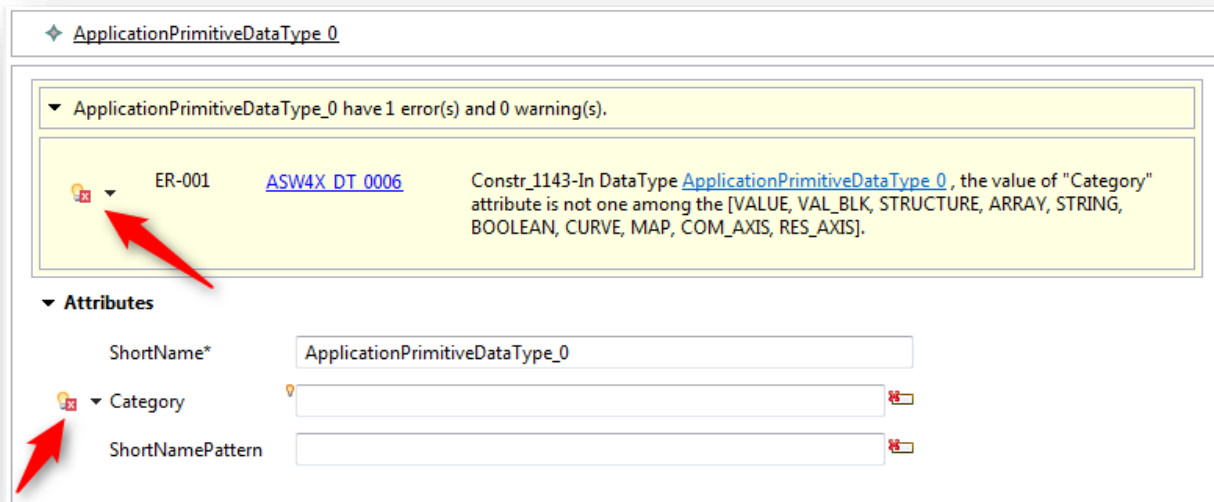 ApplicationPrimitiveDataType_0
ApplicationPrimitiveDataType_0 have 1 error(s) and 0 warning(s).
ER-001 ASW4X_DT_0006 Constr_1143-In DataType ApplicationPrimitiveDataType_0 , the value of "Category"
attribute is not one among the [VALUE, VAL_BLK, STRUCTURE, ARRAY, STRING,
BOOLEAN, CURVE, MAP, COM_AXIS, RES_AXIS].
Attributes
ShortName* ApplicationPrimitiveDataType_0
Category
ShortNamePattern